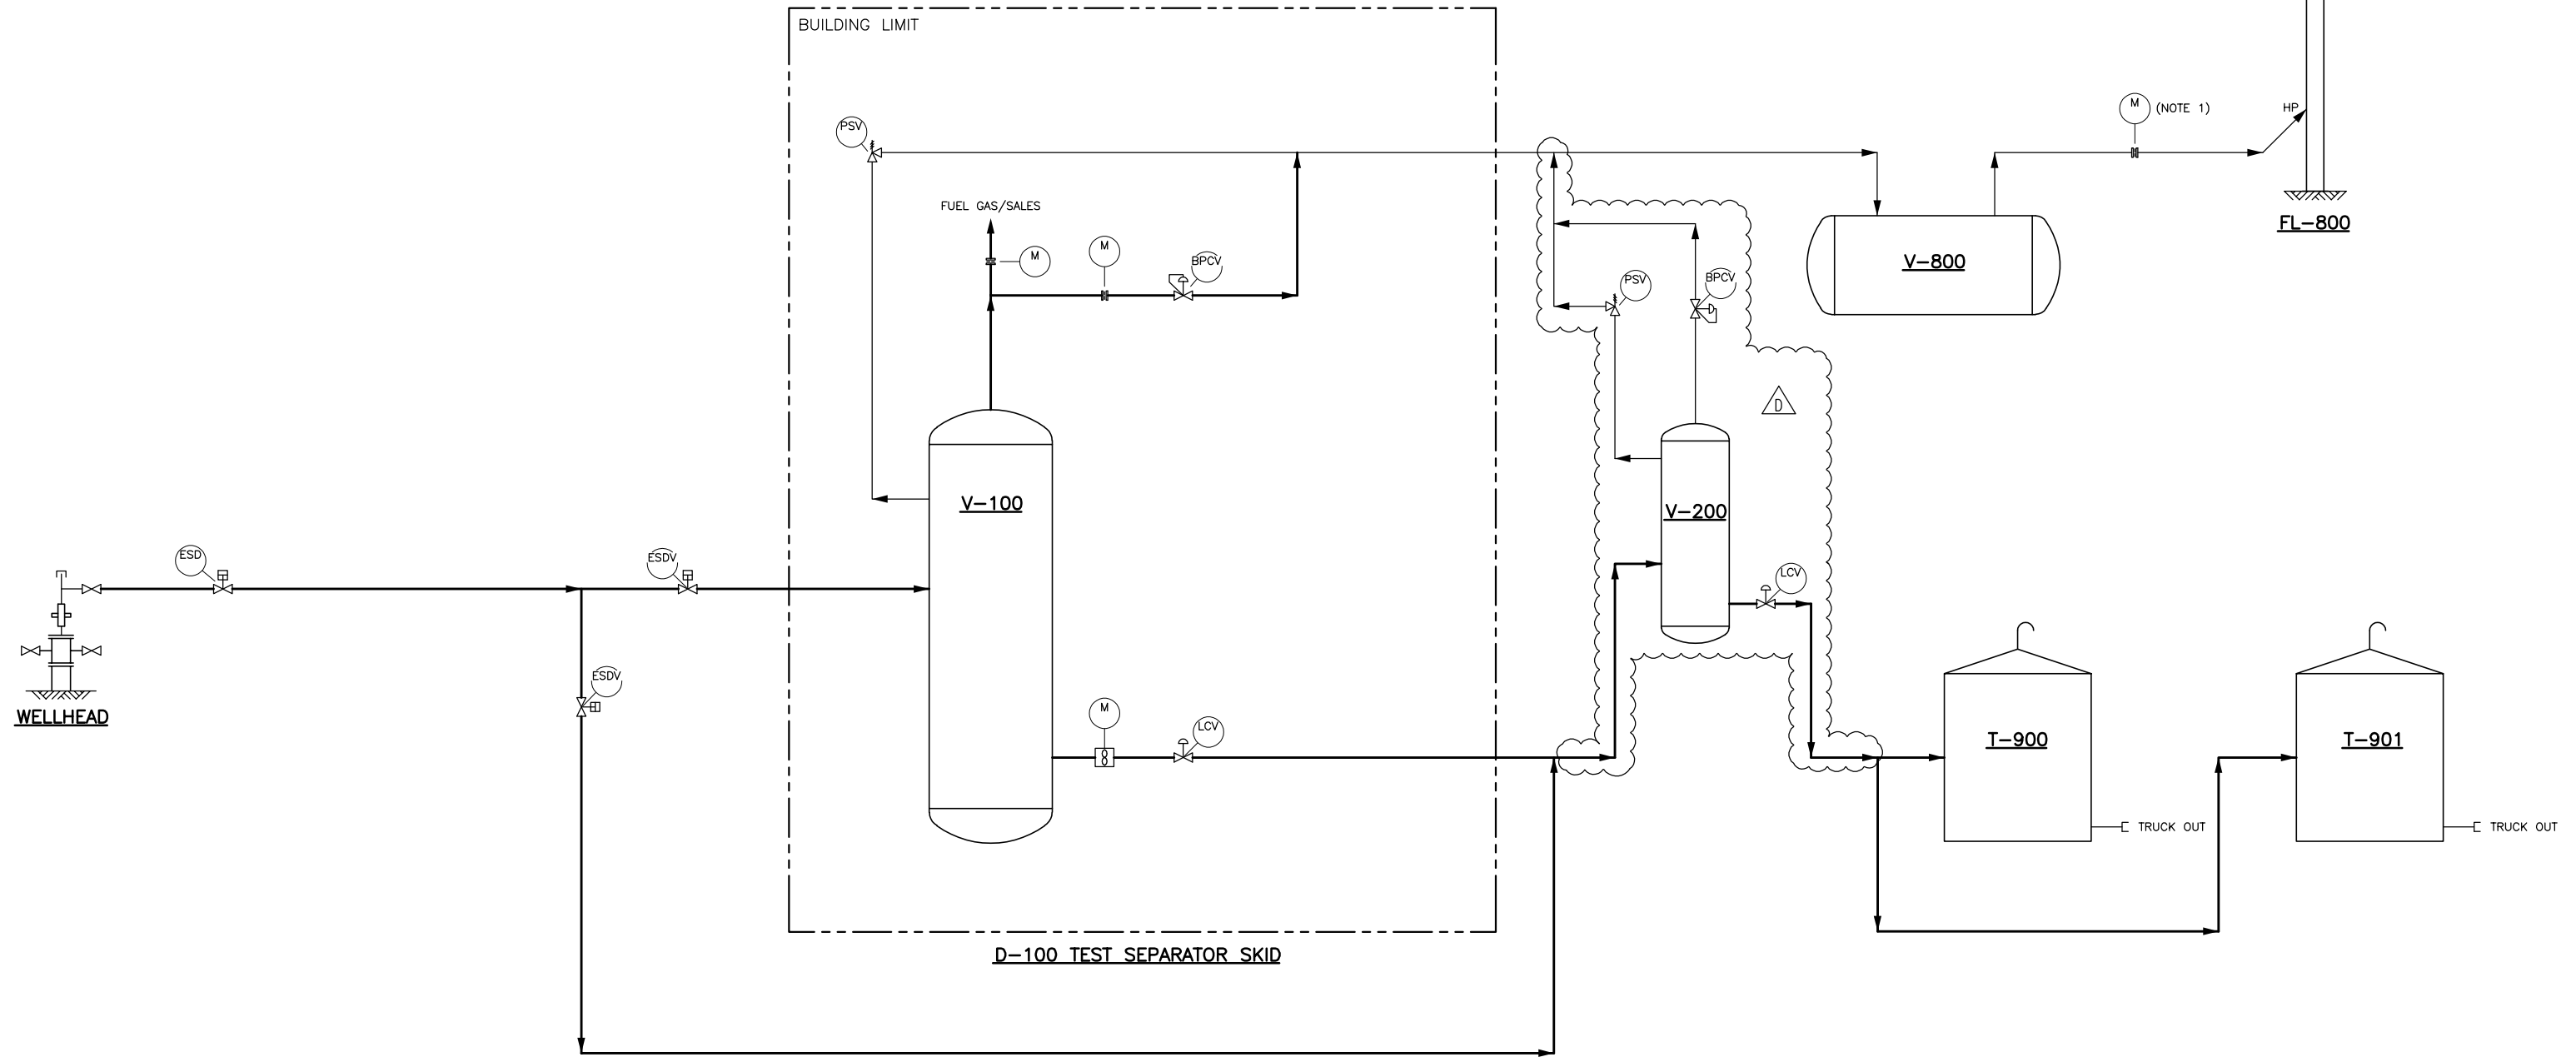 BUILDING LIMIT
M
(NOTE 1)
HP
PSV
FUEL GAS/SALES
FL-800
M
M
BPCV
V-800
PSV
BPCV
D
V-100
V-200
ESD
ESDV
LCV
ESDV
WELLHEAD
M
LCV
T-900
T-901
TRUCK OUT
TRUCK OUT
D-100 TEST SEPARATOR SKID